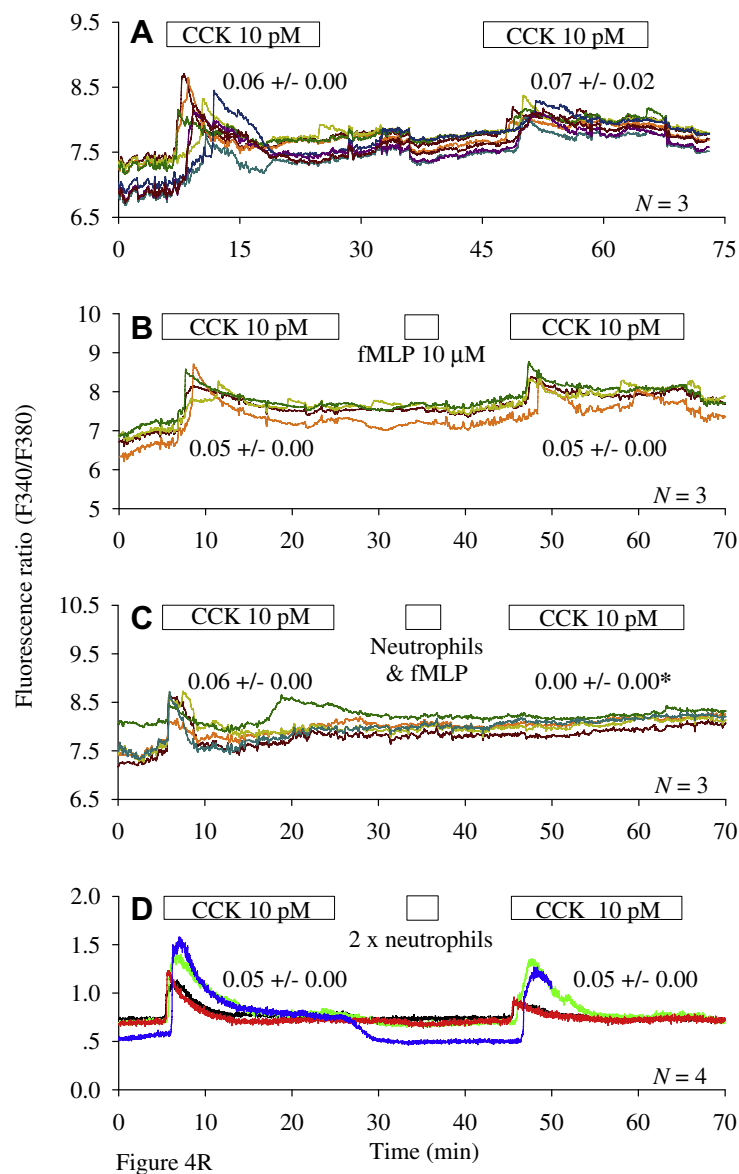 Fluorescence ratio (F340/F380)
A
9.5
8.5
7.5
6.5
CCK 10 pM
CCK 10 pM
0.06 +/- 0.00
0.07 +/- 0.02
N = 3
0 15 30 45 60 75
B
10
9
8
7
6
5
CCK 10 pM
fMLP 10 μM
CCK 10 pM
0.05 +/- 0.00
0.05 +/- 0.00
N = 3
0 10 20 30 40 50 60 70
C
10.5
9.5
8.5
7.5
6.5
CCK 10 pM
Neutrophils
& fMLP
CCK 10 pM
0.06 +/- 0.00
0.00 +/- 0.00*
N = 3
0 10 20 30 40 50 60 70
D
2.0
1.5
1.0
.5
0.0
CCK 10 pM
2 x neutrophils
CCK 10 pM
0.05 +/- 0.00
0.05 +/- 0.00
N = 4
0 10 20 30 40 50 60 70
Time (min)
Figure 4R